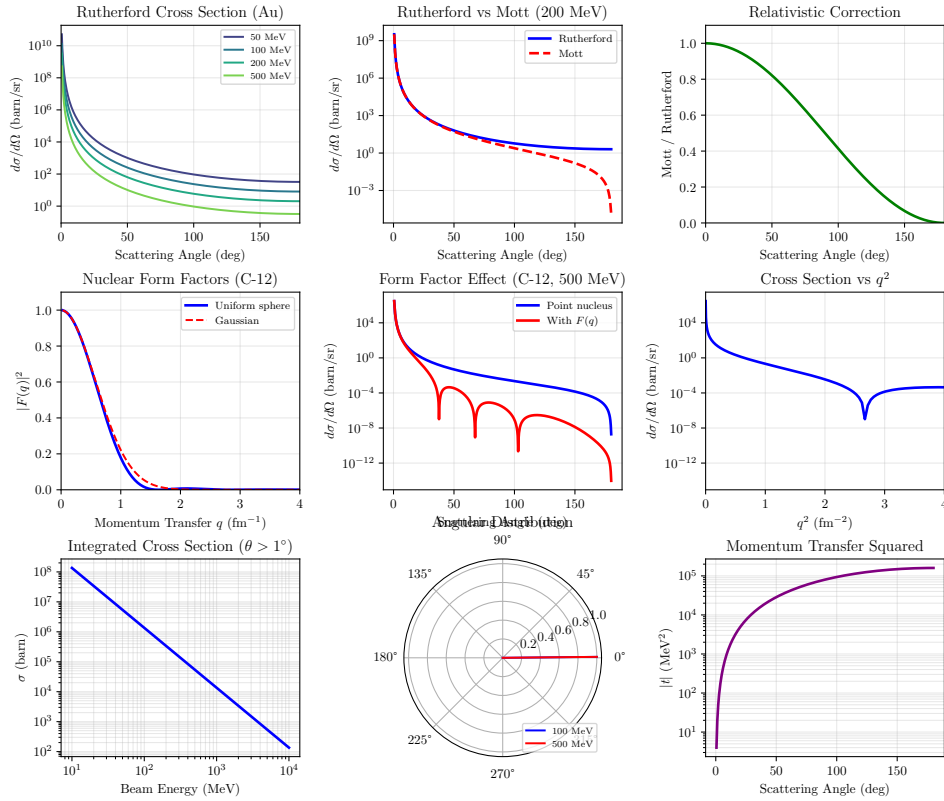 Rutherford Cross Section (Au)
dσ/dΩ (barn/sr)
10^10
10^8
10^6
10^4
10^2
10^0
50 MeV
100 MeV
200 MeV
500 MeV
0 50 100 150
Scattering Angle (deg)
Rutherford vs Mott (200 MeV)
dσ/dΩ (barn/sr)
10^9
10^6
10^3
10^0
10^−3
Rutherford
Mott
0 50 100 150
Scattering Angle (deg)
Relativistic Correction
Mott / Rutherford
1.0
0.8
0.6
0.4
0.2
0.0
0 50 100 150
Scattering Angle (deg)
Nuclear Form Factors (C-12)
|F(q)|^2
1.0
0.8
0.6
0.4
0.2
0.0
Uniform sphere
Gaussian
0 1 2 3 4
Momentum Transfer q (fm^−1)
Form Factor Effect (C-12, 500 MeV)
dσ/dΩ (barn/sr)
10^4
10^0
10^−4
10^−8
10^−12
Point nucleus
With F(q)
0 50 100 150
Scattering Angle (deg)
Cross Section vs q^2
dσ/dΩ (barn/sr)
10^4
10^0
10^−4
10^−8
10^−12
0 1 2 3 4
q^2 (fm^−2)
Integrated Cross Section (θ > 1°)
σ (barn)
10^8
10^7
10^6
10^5
10^4
10^3
10^2
10^1 10^2 10^3 10^4
Beam Energy (MeV)
Angular Distribution
90°
135° 45°
1.0
0.8
0.6
0.4
0.2
180° 0°
225°
270°
100 MeV
500 MeV
Momentum Transfer Squared
|t| (MeV^2)
10^5
10^4
10^3
10^2
10^1
0 50 100 150
Scattering Angle (deg)